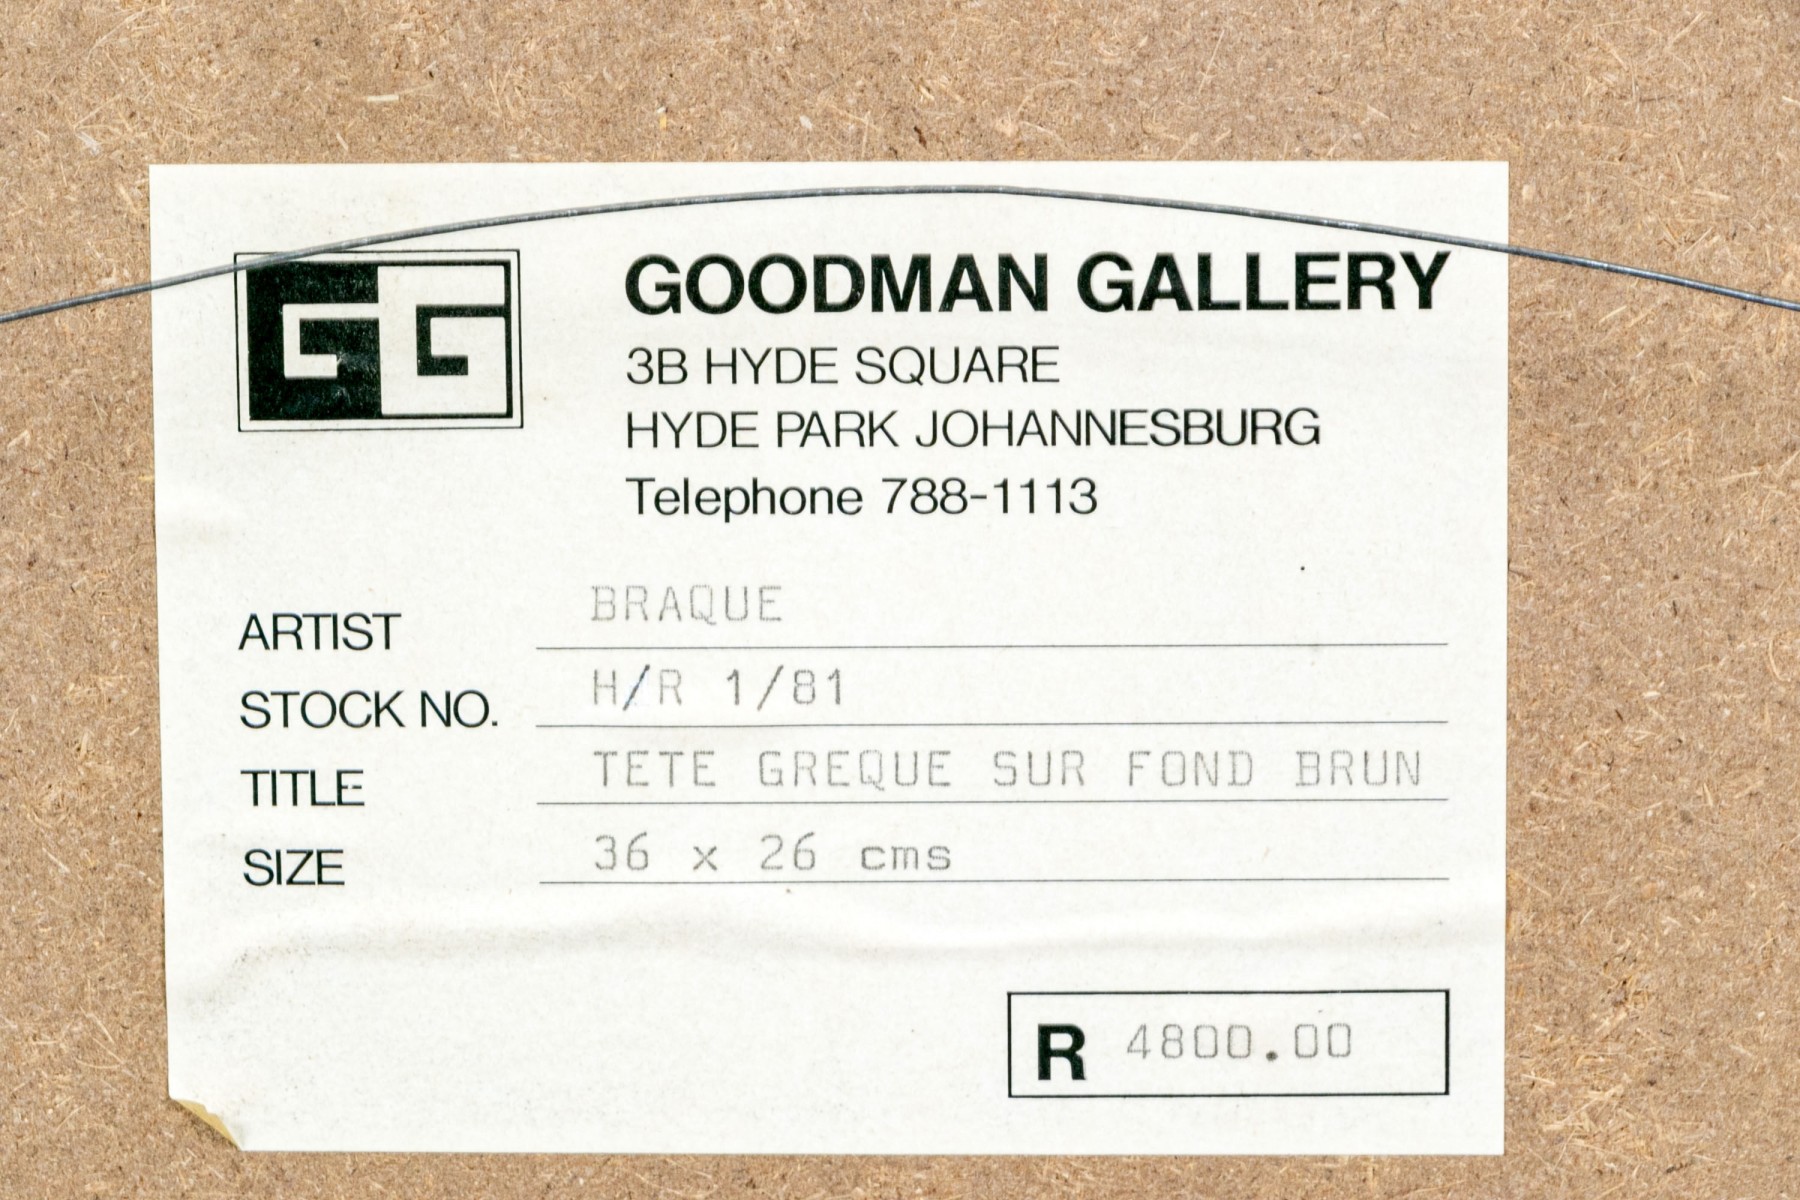 GG
GOODMAN GALLERY
3B HYDE SQUARE
HYDE PARK JOHANNESBURG
Telephone 788-1113
ARTIST BRAQUE
STOCK NO. H/R 1/81
TITLE TETE GREQUE SUR FOND BRUN
SIZE 36 x 26 cms
R 4800.00